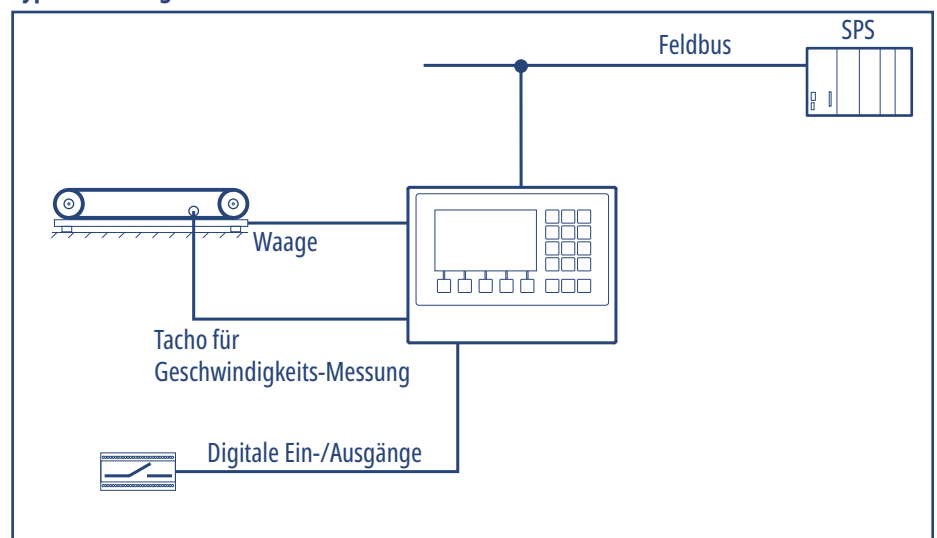 SPS
Feldbus
Waage
Tacho für
Geschwindigkeits-Messung
Digitale Ein-/Ausgänge